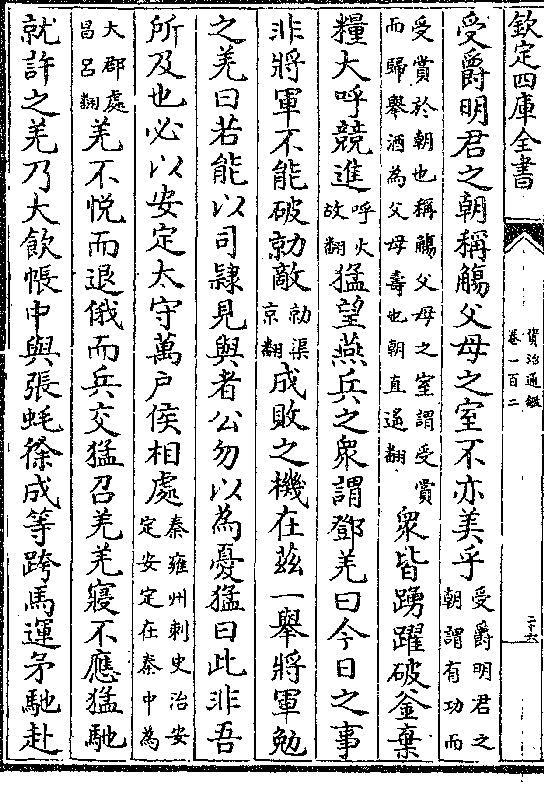 欽定四庫全書
資治通鑑
卷一百二
二十六
受爵明君之朝稱觴父母之室不亦美乎受爵明君之朝謂有功而
受賞於朝也稱觴父母之室謂受賞而歸舉酒為父母壽也朝直遥翻衆皆踴躍破釜棄
糧大呼競進呼火故翻猛望燕兵之衆謂鄧羌曰今日之事
非將軍不能破勍敵勍渠京翻成敗之機在兹一舉將軍勉
之羌曰若能以司隸見與者公勿以為憂猛曰此非吾
所及也必以安定太守萬户侯相處秦雍州刺史治安定安定在秦中為
大郡處昌呂翻羌不悦而退俄而兵交猛召羌羌寢不應猛馳
就許之羌乃大飲帳中與張蚝徐成等跨馬運矛馳赴